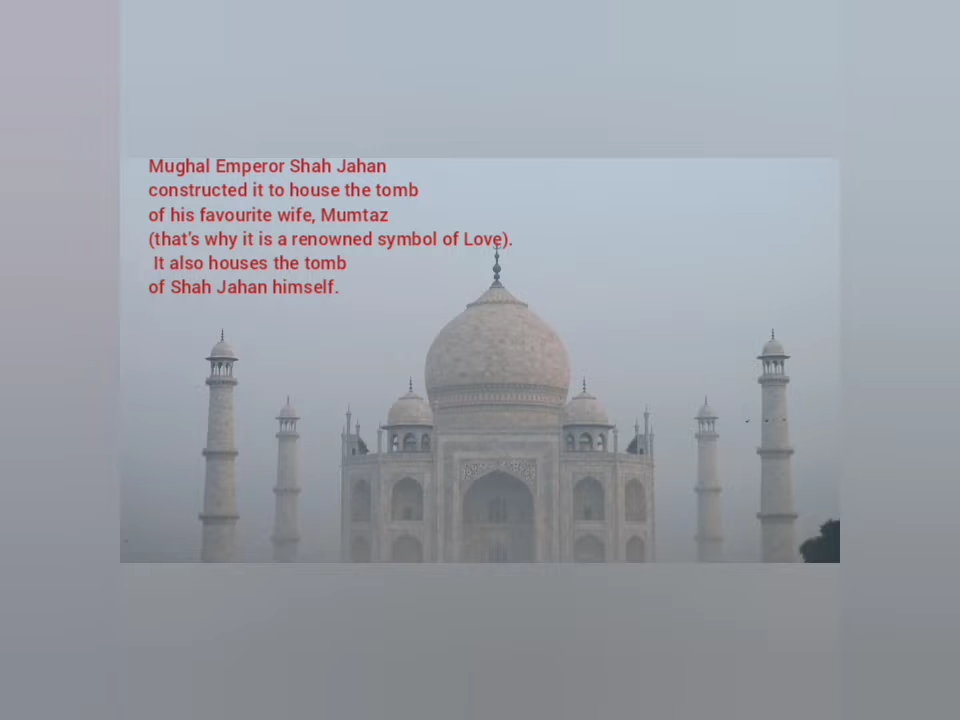 Mughal Emperor Shah Jahan
constructed it to house the tomb
of his favourite wife, Mumtaz
(that's why it is a renowned symbol of Love).
It also houses the tomb
of Shah Jahan himself.